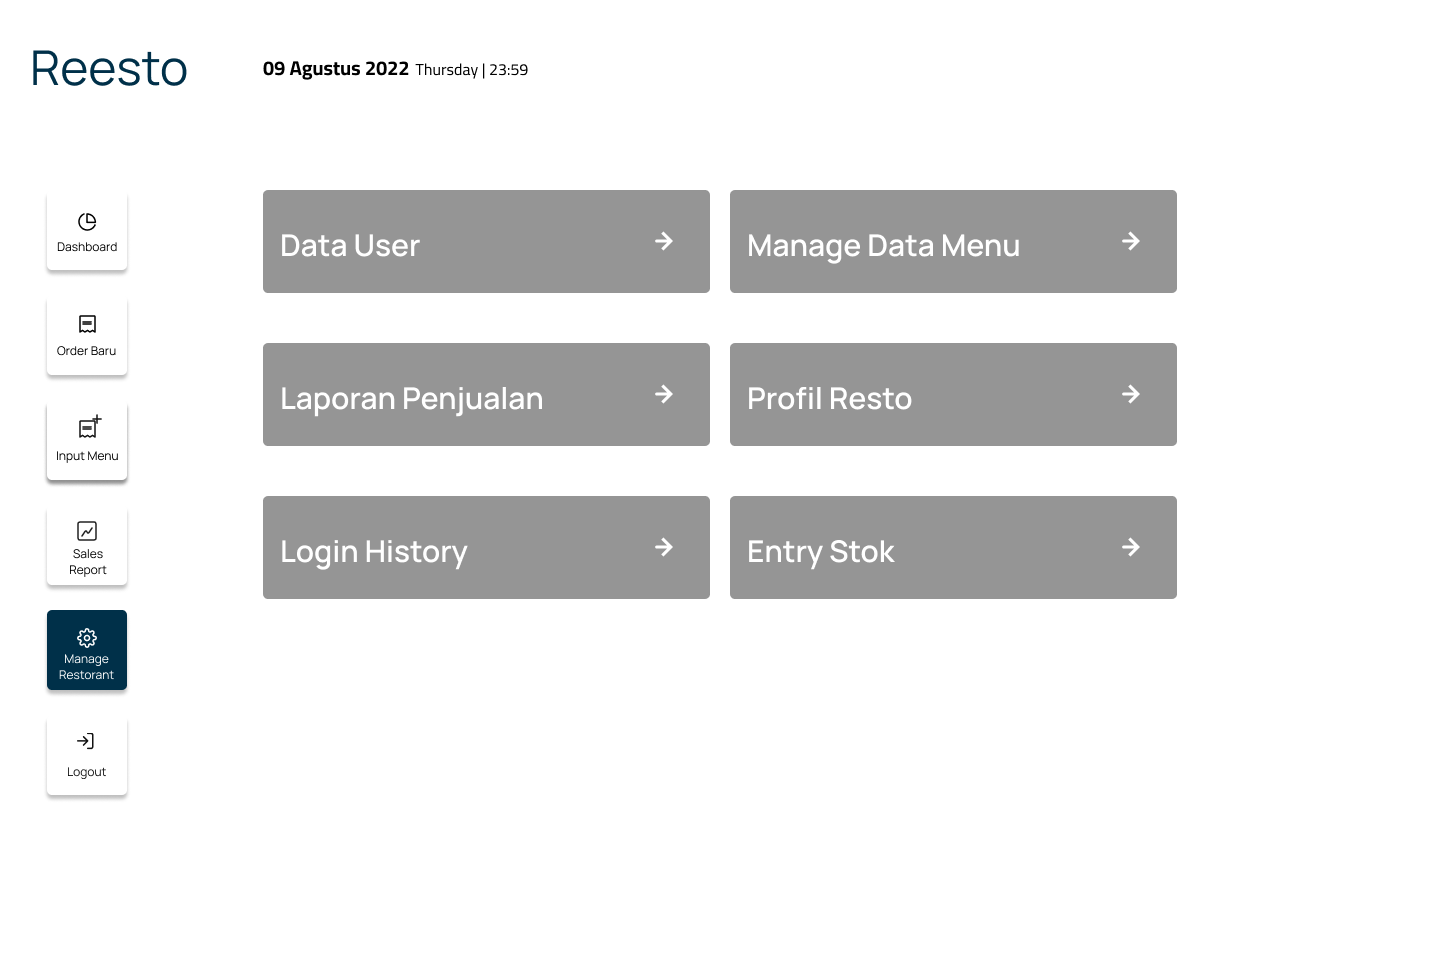 Reesto
09 Agustus 2022 Thursday | 23:59
Dashboard
Order Baru
Input Menu
Sales
Report
Manage
Restorant
Logout
Data User
Manage Data Menu
Laporan Penjualan
Profil Resto
Login History
Entry Stok